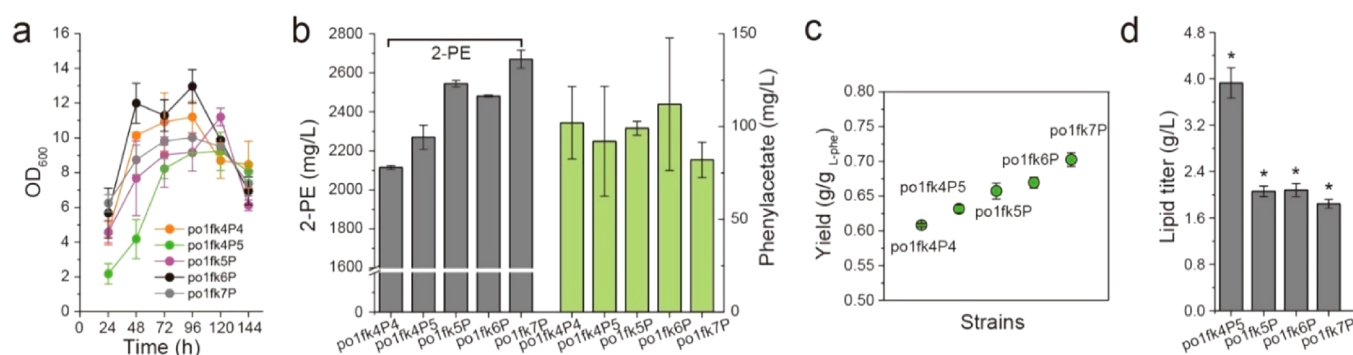 a
OD600
16
14
12
10
8
6
4
2
0
0
24
48
72
96
120
144
Time (h)
po1fk4P4
po1fk4P5
po1fk5P
po1fk6P
po1fk7P
b
2-PE (mg/L)
2800
2600
2400
2200
2000
1800
1600
0
2-PE
150
100
50
0
Phenylacetate (mg/L)
po1fk4P4
po1fk4P5
po1fk5P
po1fk6P
po1fk7P
po1fk4P4
po1fk4P5
po1fk5P
po1fk6P
po1fk7P
c
Yield (g/g L-phe)
0.80
0.75
0.70
0.65
0.60
0.55
0.50
po1fk7P
po1fk6P
po1fk4P5
po1fk5P
po1fk4P4
Strains
d
Lipid titer (g/L)
4.8
4.0
3.2
2.4
1.6
0.8
0.0
*
*
*
*
po1fk4P5
po1fk5P
po1fk6P
po1fk7P